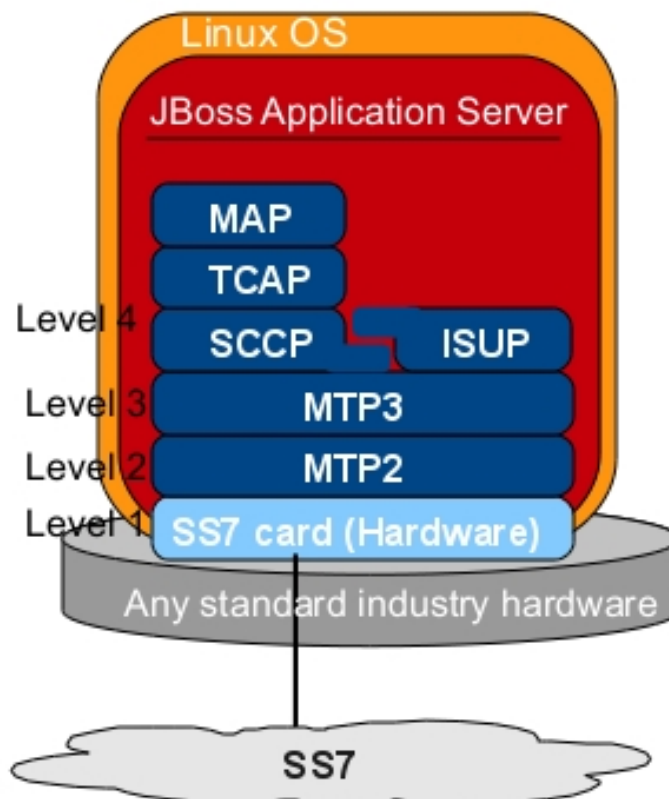 Linux OS
JBoss Application Server
MAP
TCAP
Level 4
SCCP
ISUP
Level 3
MTP3
Level 2
MTP2
Level 1
SS7 card (Hardware)
Any standard industry hardware
SS7